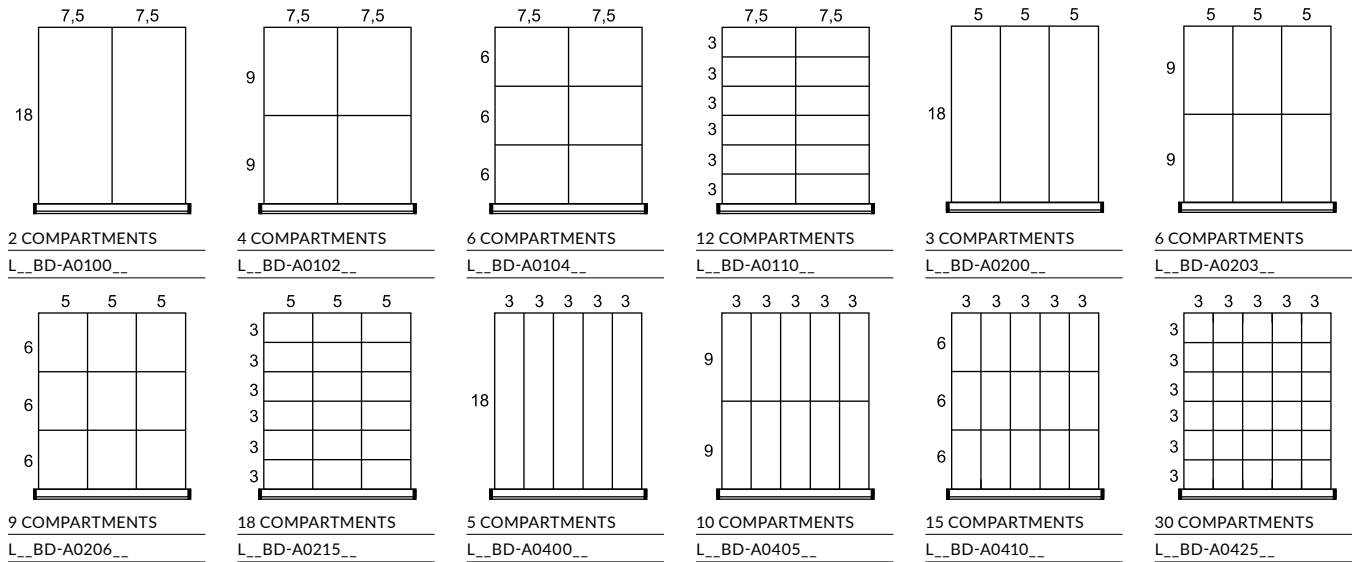 7,5 7,5
18
2 COMPARTMENTS
L__BD-A0100__
7,5 7,5
9
9
4 COMPARTMENTS
L__BD-A0102__
7,5 7,5
6
6
6
6 COMPARTMENTS
L__BD-A0104__
7,5 7,5
3
3
3
3
3
3
12 COMPARTMENTS
L__BD-A0110__
5 5 5
18
3 COMPARTMENTS
L__BD-A0200__
5 5 5
9
9
6 COMPARTMENTS
L__BD-A0203__
5 5 5
6
6
6
9 COMPARTMENTS
L__BD-A0206__
5 5 5
3
3
3
3
3
3
18 COMPARTMENTS
L__BD-A0215__
3 3 3 3 3
18
5 COMPARTMENTS
L__BD-A0400__
3 3 3 3 3
9
9
10 COMPARTMENTS
L__BD-A0405__
3 3 3 3 3
6
6
6
15 COMPARTMENTS
L__BD-A0410__
3 3 3 3 3
3
3
3
3
3
3
30 COMPARTMENTS
L__BD-A0425__